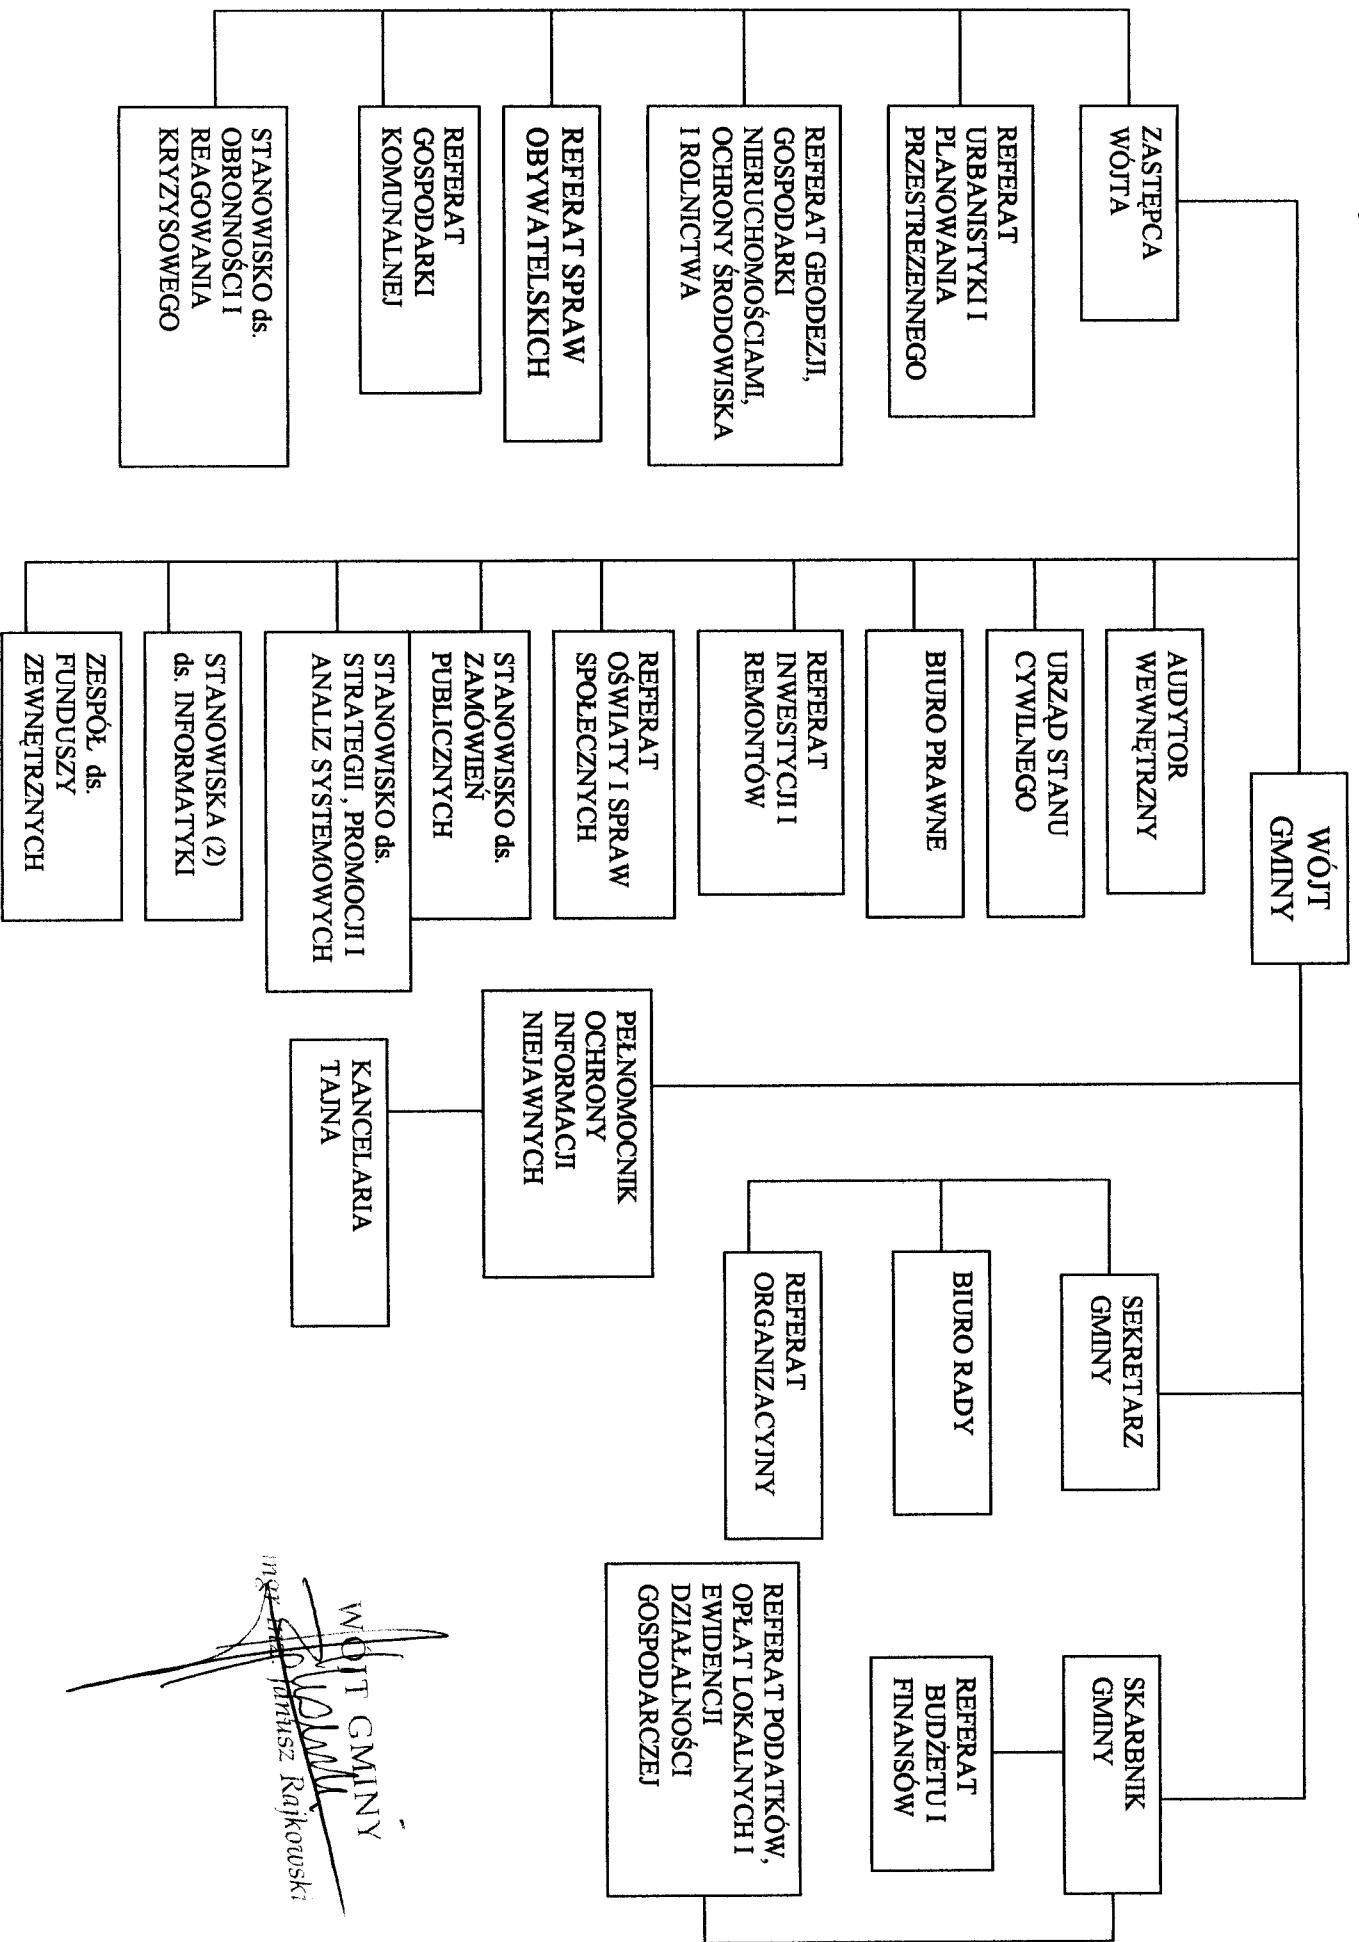 WÓJT
GMINY
ZASTĘPCA
WÓJTA
REFERAT
URBANISTYKI I
PLANOWANIA
PRZESTREZENNEGO
REFERAT GEODEZJI,
GOSPODARKI
NIERUCHOMOŚCIAMI,
OCHRONY ŚRODOWISKA
I ROLNICTWA
REFERAT SPRAW
OBYWATELSKICH
REFERAT
GOSPODARKI
KOMUNALNEJ
STANOWISKO ds.
OBRONNOŚCI I
REAGOWANIA
KRYZYSOWEGO
AUDYTOR
WEWNĘTRZNY
URZĄD STANU
CYWILNEGO
BIURO PRAWNE
REFERAT
INWESTYCJI I
REMONTÓW
REFERAT
OŚWIATY I SPRAW
SPOŁECZNYCH
STANOWISKO ds.
ZAMÓWIEŃ
PUBLICZNYCH
STANOWISKO ds.
STRATEGII, PROMOCJI I
ANALIZ SYSTEMOWYCH
STANOWISKA (2)
ds. INFORMATYKI
ZESPÓŁ ds.
FUNDUSZY
ZEWNĘTRZNYCH
PEŁNOMOCNIK
OCHRONY
INFORMACJI
NIEJAWNYCH
KANCELARIA
TAJNA
SEKRETARZ
GMINY
BIURO RADY
REFERAT
ORGANIZACYJNY
SKARBNIK
GMINY
REFERAT
BUDŻETU I
FINANSÓW
REFERAT PODATKÓW,
OPŁAT LOKALNYCH I
EWIDENCJI
DZIAŁALNOŚCI
GOSPODARCZEJ
WÓJT GMINY
mgr inż. Janusz Rajkowski